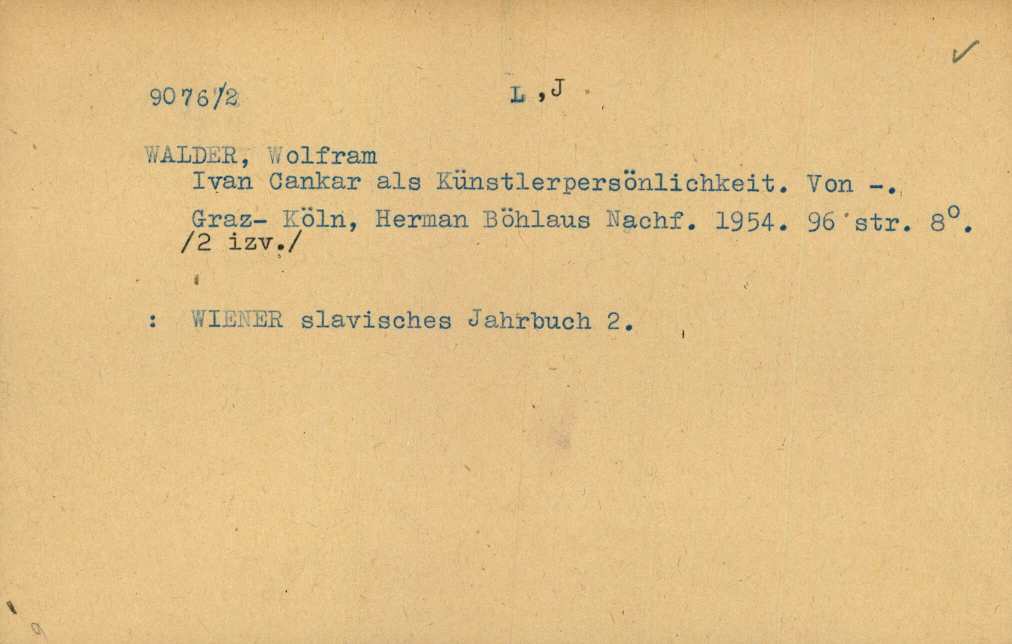 9076/2 L ,J
WALDER, Wolfram
Ivan Cankar als Künstlerpersönlichkeit. Von -.
Graz- Köln, Herman Böhlaus Nachf. 1954. 96 str. 8º.
/2 izv./
: WIENER slavisches Jahrbuch 2.